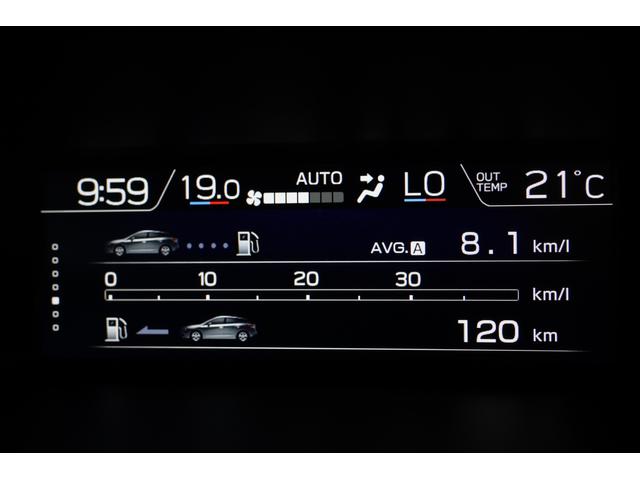 9:59 19.0 AUTO LO OUT TEMP 21°C
AVG. A 8.1 km/l
0 10 20 30 km/l
120 km